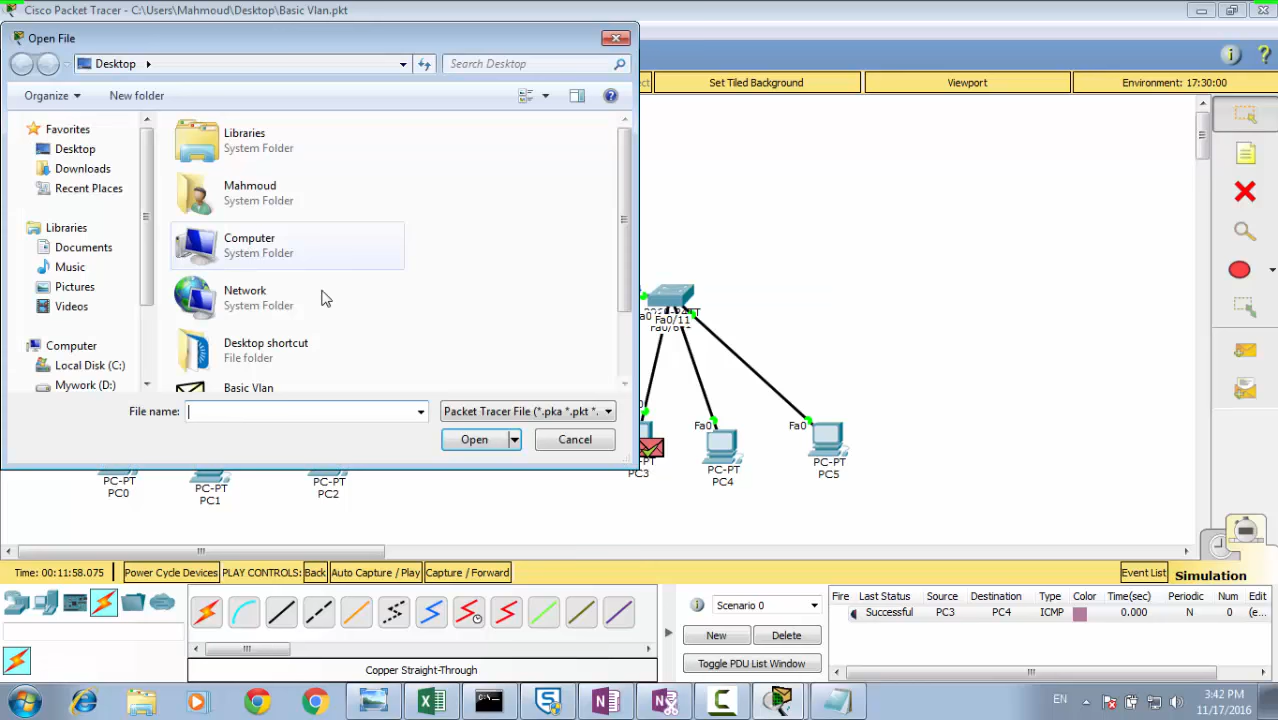 Cisco Packet Tracer - C:\Users\Mahmoud\Desktop\Basic Vlan.pkt
Open File
Desktop
Search Desktop
Set Tiled Background
Viewport
Environment: 17:30:00
Organize
New folder
Favorites
Desktop
Downloads
Recent Places
Libraries
Documents
Music
Pictures
Videos
Computer
Local Disk (C:)
Mywork (D:)
Libraries
System Folder
Mahmoud
System Folder
Computer
System Folder
Network
System Folder
Desktop shortcut
File folder
Basic Vlan
File name:
Packet Tracer File (*.pka *.pkt *.
Open
Cancel
Fa0/11
Fa0
Fa0
PC-PT
PC0
PC-PT
PC1
PC-PT
PC2
PC3
PC-PT
PC4
PC-PT
PC5
Time: 00:11:58.075
Power Cycle Devices
PLAY CONTROLS:
Back
Auto Capture / Play
Capture / Forward
Event List
Simulation
Scenario 0
New
Delete
Toggle PDU List Window
Fire Last Status Source Destination Type Color Time(sec) Periodic Num Edit
Successful PC3 PC4 ICMP 0.000 N 0 (e...
Copper Straight-Through
EN
3:42 PM
11/17/2016